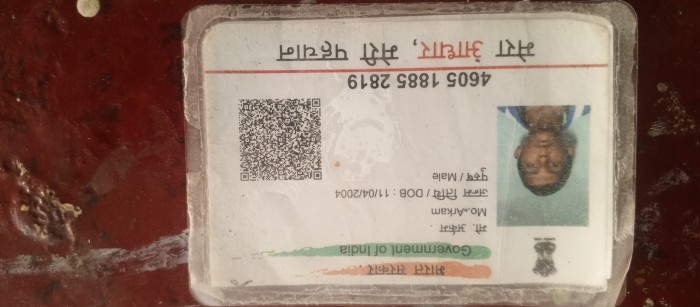 भारत सरकार
Government of India
मो. अर्कम
Mo. Arkam
जन्म तिथि / DOB : 11/04/2004
पुरुष / Male
4605 1885 2819
मेरा आधार, मेरी पहचान